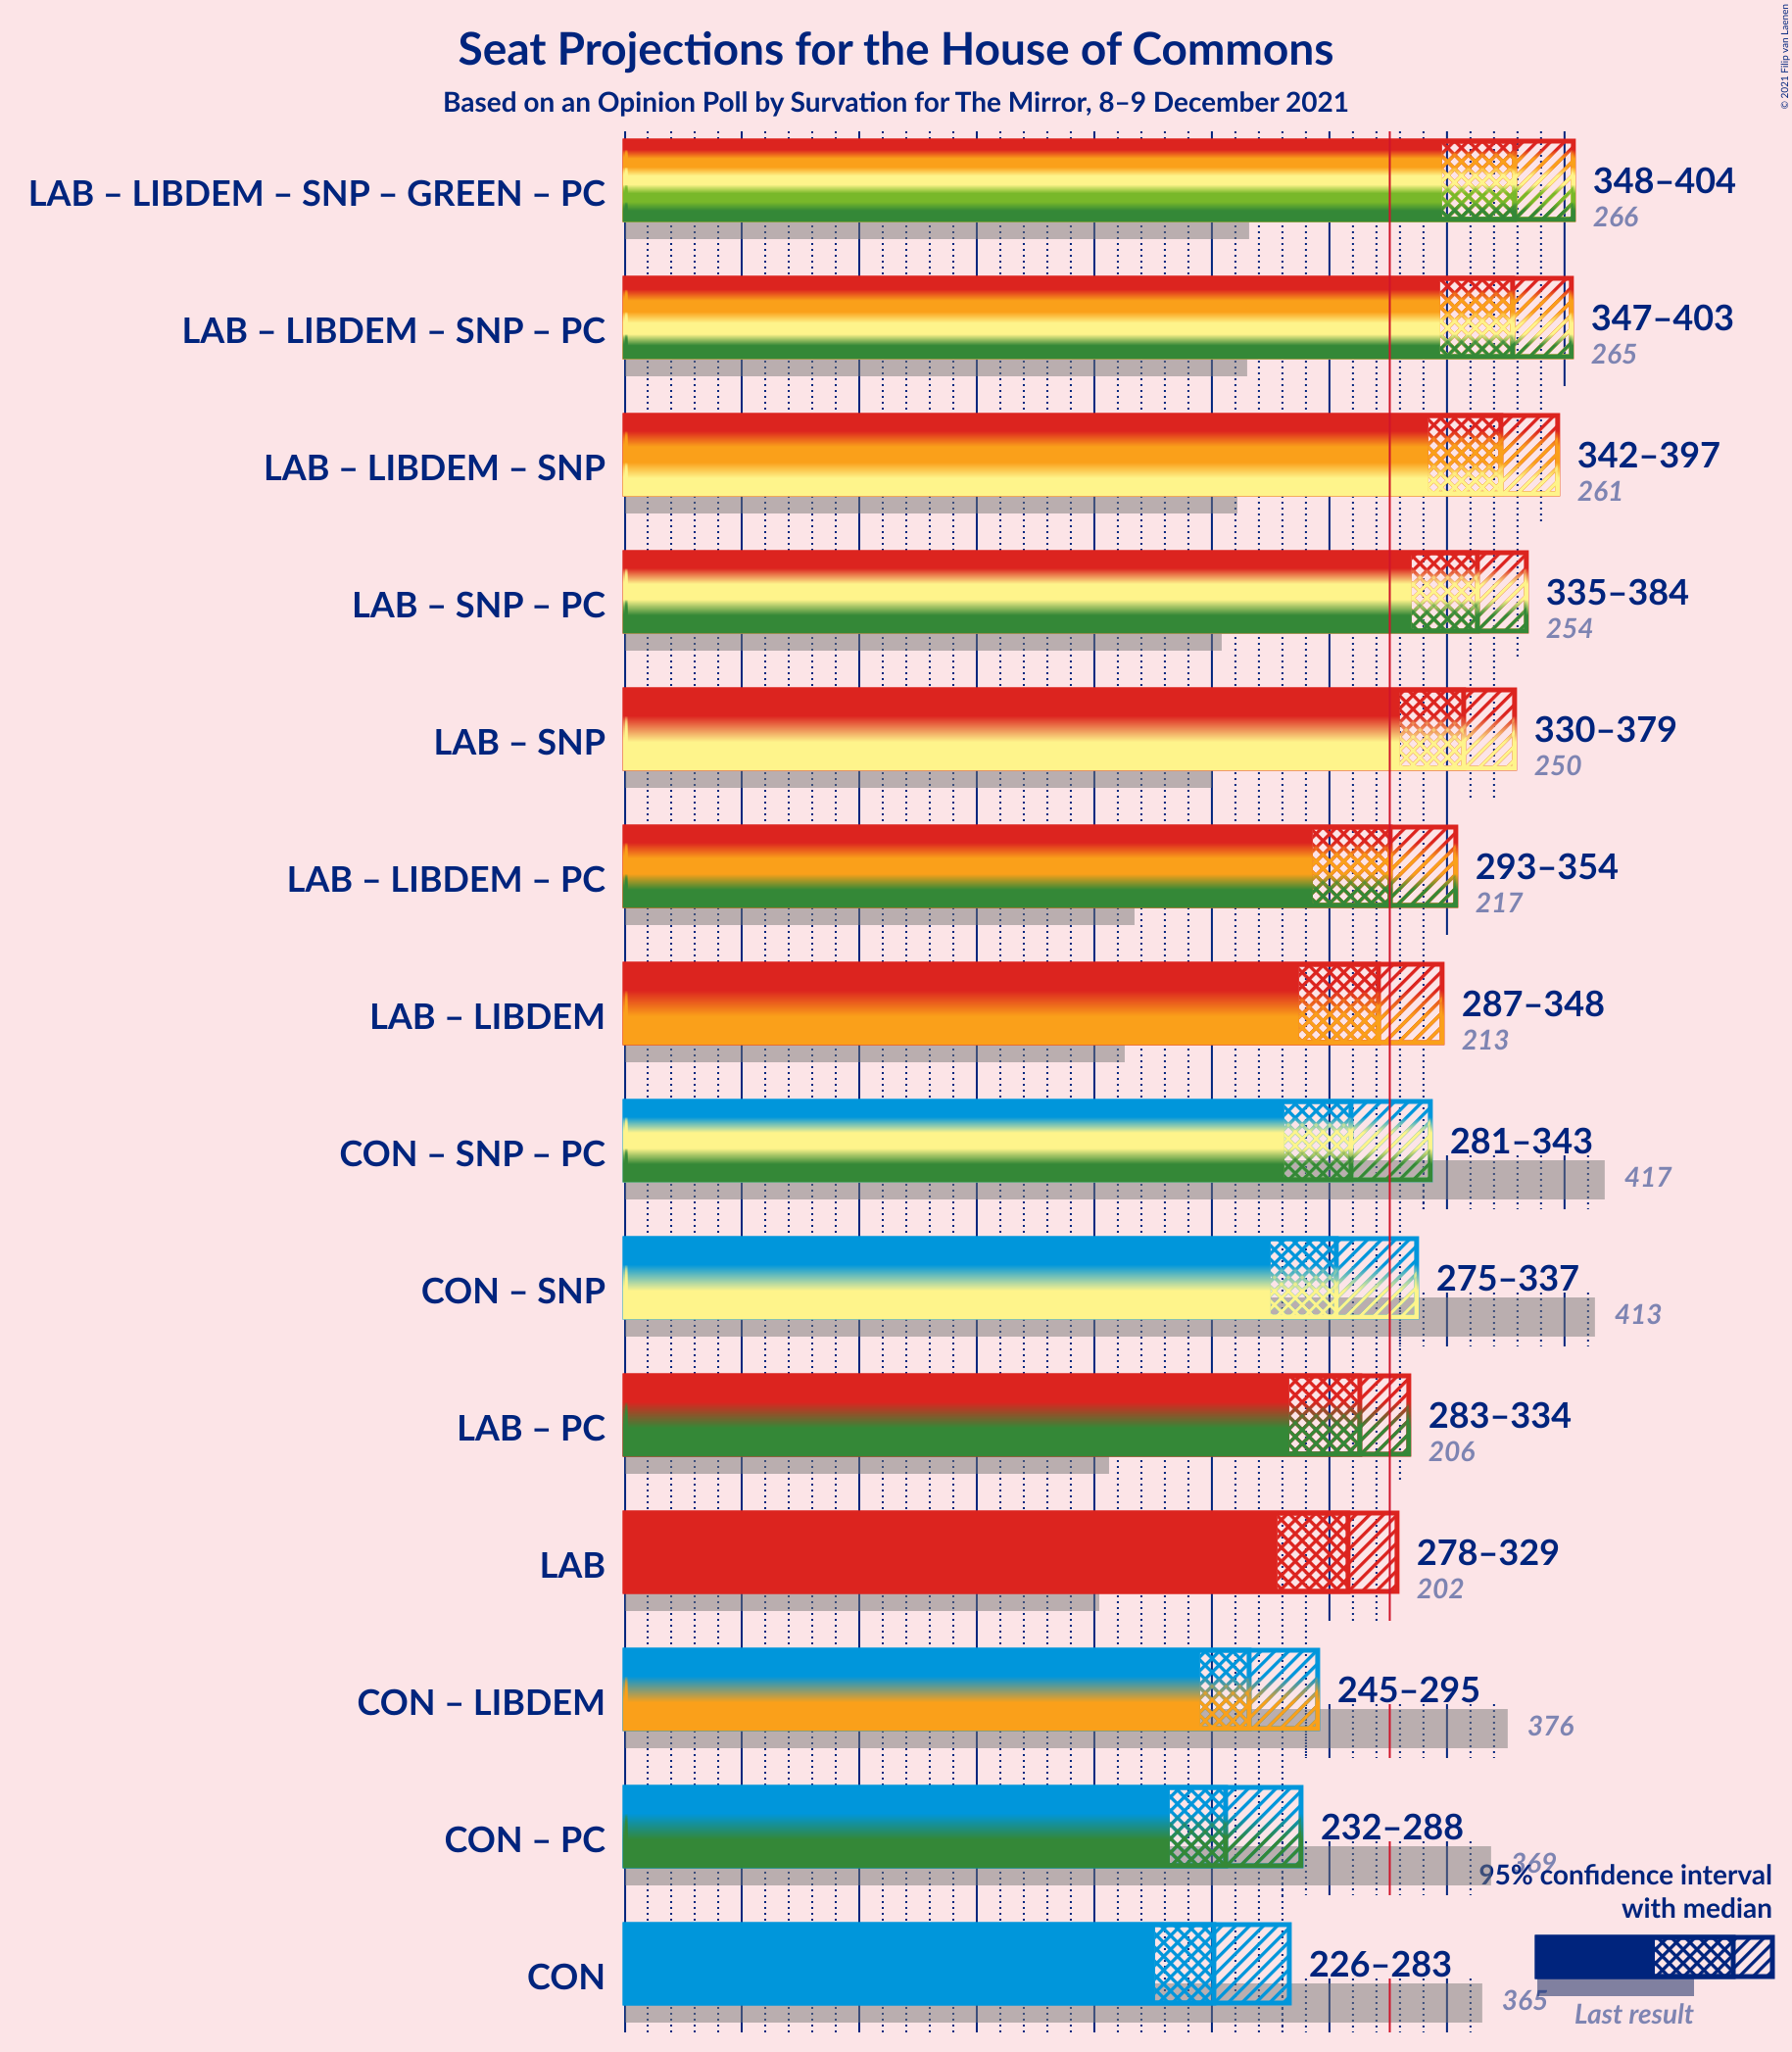 Seat Projections for the House of Commons
Based on an Opinion Poll by Survation for The Mirror, 8–9 December 2021
© 2021 Filip van Laenen
LAB – LIBDEM – SNP – GREEN – PC
348–404
266
LAB – LIBDEM – SNP – PC
347–403
265
LAB – LIBDEM – SNP
342–397
261
LAB – SNP – PC
335–384
254
LAB – SNP
330–379
250
LAB – LIBDEM – PC
293–354
217
LAB – LIBDEM
287–348
213
CON – SNP – PC
281–343
417
CON – SNP
275–337
413
LAB – PC
283–334
206
LAB
278–329
202
CON – LIBDEM
245–295
376
CON – PC
232–288
369
CON
226–283
365
95% confidence interval
with median
Last result